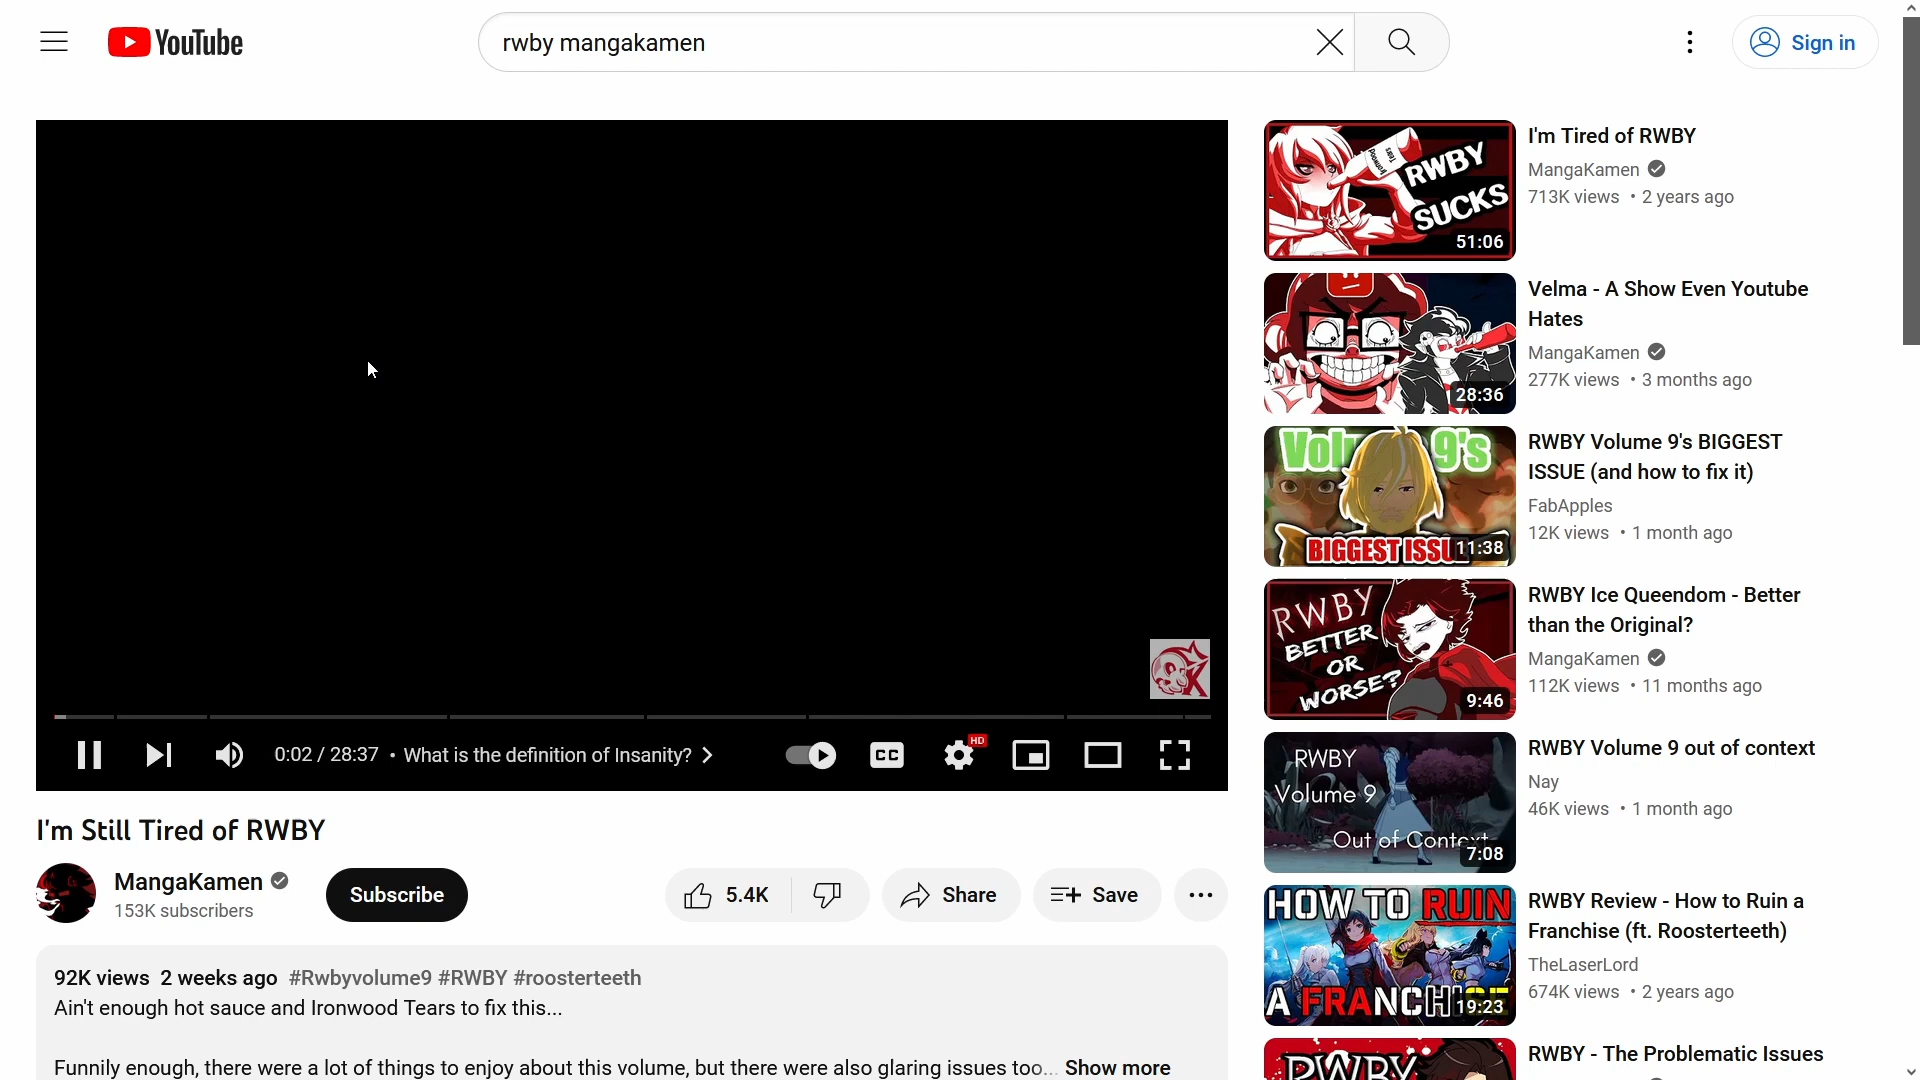 YouTube
rwby mangakamen
Sign in
HD
CC
0:02 / 28:37 • What is the definition of Insanity?
I'm Still Tired of RWBY
MangaKamen
153K subscribers
Subscribe
5.4K
Share
Save
92K views 2 weeks ago #Rwbyvolume9 #RWBY #roosterteeth
Ain't enough hot sauce and Ironwood Tears to fix this...
Funnily enough, there were a lot of things to enjoy about this volume, but there were also glaring issues too... Show more
RWBY
SUCKS
51:06
I'm Tired of RWBY
MangaKamen
713K views • 2 years ago
28:36
Velma - A Show Even Youtube
Hates
MangaKamen
277K views • 3 months ago
9's
BIGGEST
11:38
RWBY Volume 9's BIGGEST
ISSUE (and how to fix it)
FabApples
12K views • 1 month ago
RWBY
BETTER
OR
WORSE?
9:46
RWBY Ice Queendom - Better
than the Original?
MangaKamen
112K views • 11 months ago
RWBY
Volume 9
Out of Context
7:08
RWBY Volume 9 out of context
Nay
46K views • 1 month ago
HOW TO RUIN
A FRANCHISE
19:23
RWBY Review - How to Ruin a
Franchise (ft. Roosterteeth)
TheLaserLord
674K views • 2 years ago
RWBY
RWBY - The Problematic Issues